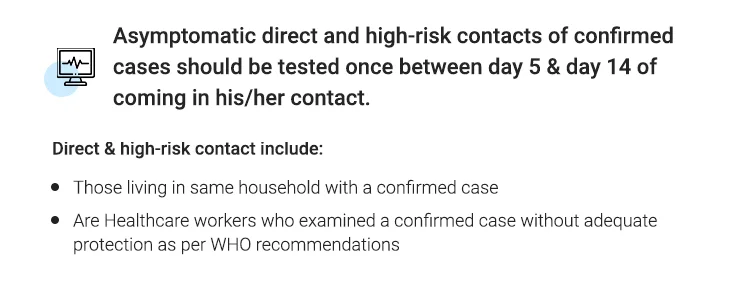 Asymptomatic direct and high-risk contacts of confirmed
cases should be tested once between day 5 & day 14 of
coming in his/her contact.
Direct & high-risk contact include:
• Those living in same household with a confirmed case
• Are Healthcare workers who examined a confirmed case without adequate
protection as per WHO recommendations